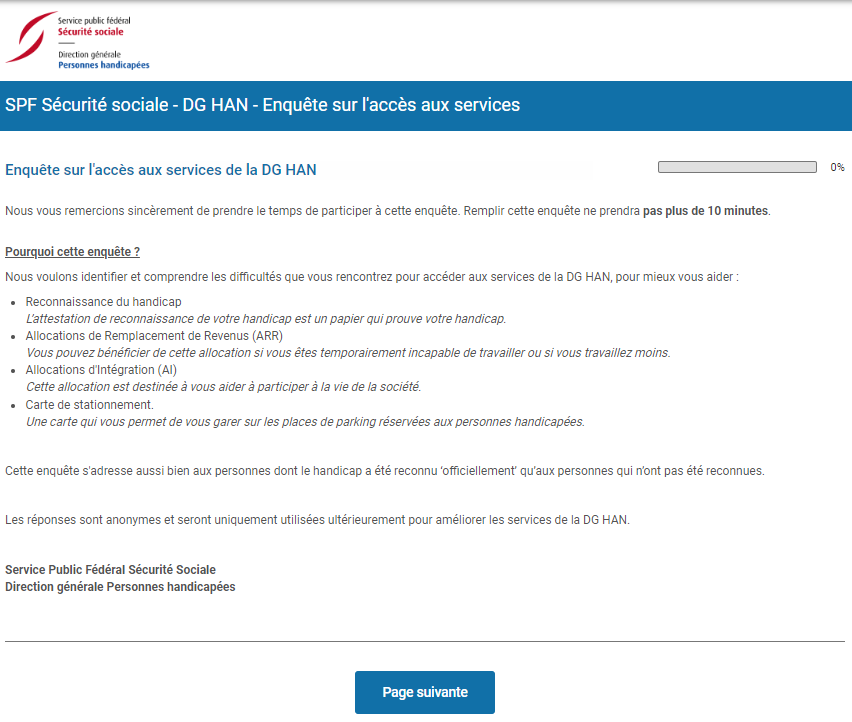 Service public fédéral
Sécurité sociale
Direction générale
Personnes handicapées
SPF Sécurité sociale - DG HAN - Enquête sur l'accès aux services
Enquête sur l'accès aux services de la DG HAN
0%
Nous vous remercions sincèrement de prendre le temps de participer à cette enquête. Remplir cette enquête ne prendra pas plus de 10 minutes.
Pourquoi cette enquête ?
Nous voulons identifier et comprendre les difficultés que vous rencontrez pour accéder aux services de la DG HAN, pour mieux vous aider :
• Reconnaissance du handicap
L'attestation de reconnaissance de votre handicap est un papier qui prouve votre handicap.
• Allocations de Remplacement de Revenus (ARR)
Vous pouvez bénéficier de cette allocation si vous êtes temporairement incapable de travailler ou si vous travaillez moins.
• Allocations d'Intégration (AI)
Cette allocation est destinée à vous aider à participer à la vie de la société.
• Carte de stationnement.
Une carte qui vous permet de vous garer sur les places de parking réservées aux personnes handicapées.
Cette enquête s'adresse aussi bien aux personnes dont le handicap a été reconnu ‘officiellement’ qu’aux personnes qui n’ont pas été reconnues.
Les réponses sont anonymes et seront uniquement utilisées ultérieurement pour améliorer les services de la DG HAN.
Service Public Fédéral Sécurité Sociale
Direction générale Personnes handicapées
Page suivante